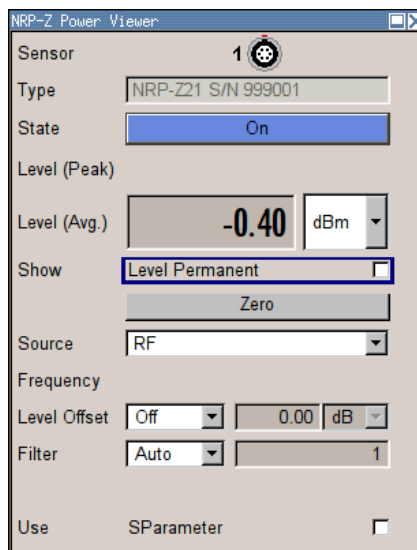 NRP-Z Power Viewer
Sensor 1
Type NRP-Z21 S/N 999001
State On
Level (Peak)
Level (Avg.) -0.40 dBm
Show Level Permanent
Zero
Source RF
Frequency
Level Offset Off 0.00 dB
Filter Auto 1
Use SParameter